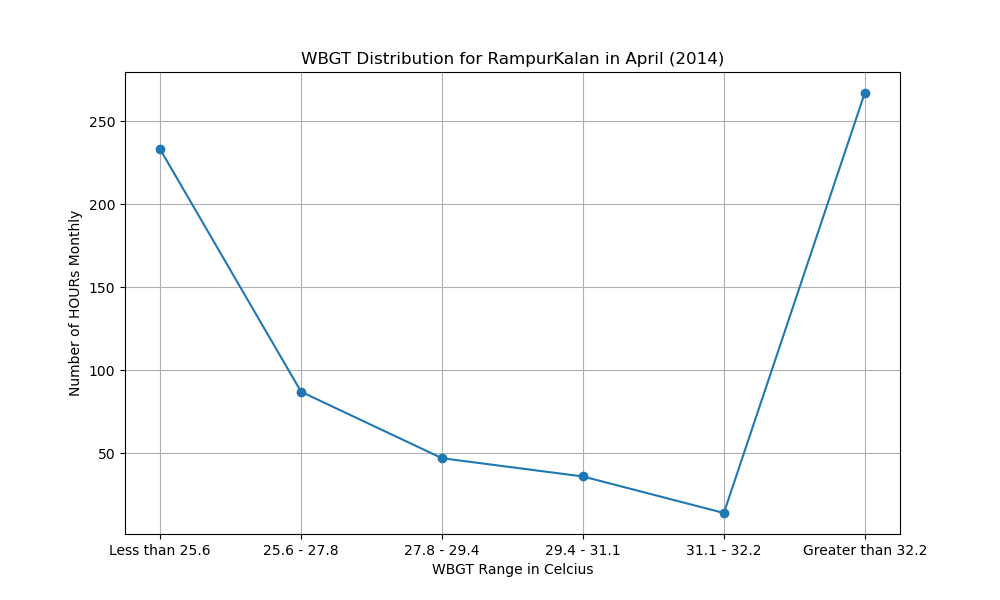 WBGT Distribution for RampurKalan in April (2014)
Number of HOURs Monthly
250
200
150
100
50
Less than 25.6
25.6 - 27.8
27.8 - 29.4
29.4 - 31.1
31.1 - 32.2
Greater than 32.2
WBGT Range in Celcius